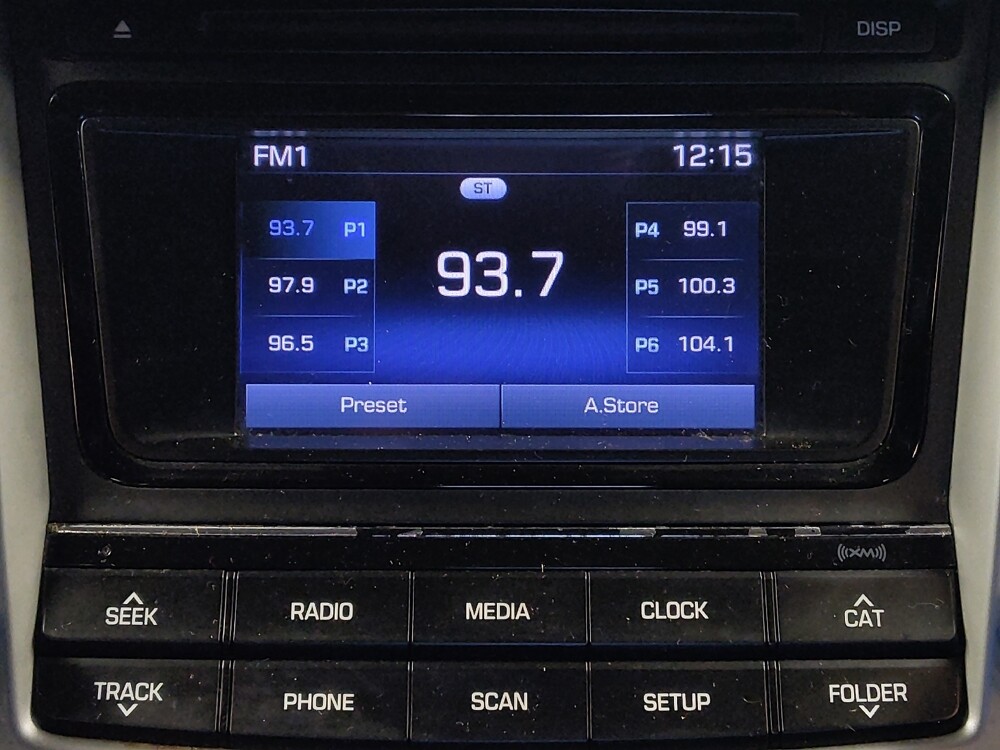 DISP
FM1 12:15
ST
93.7 P1
97.9 P2
96.5 P3
93.7
P4 99.1
P5 100.3
P6 104.1
Preset A.Store
((XM))
SEEK RADIO MEDIA CLOCK CAT
TRACK PHONE SCAN SETUP FOLDER